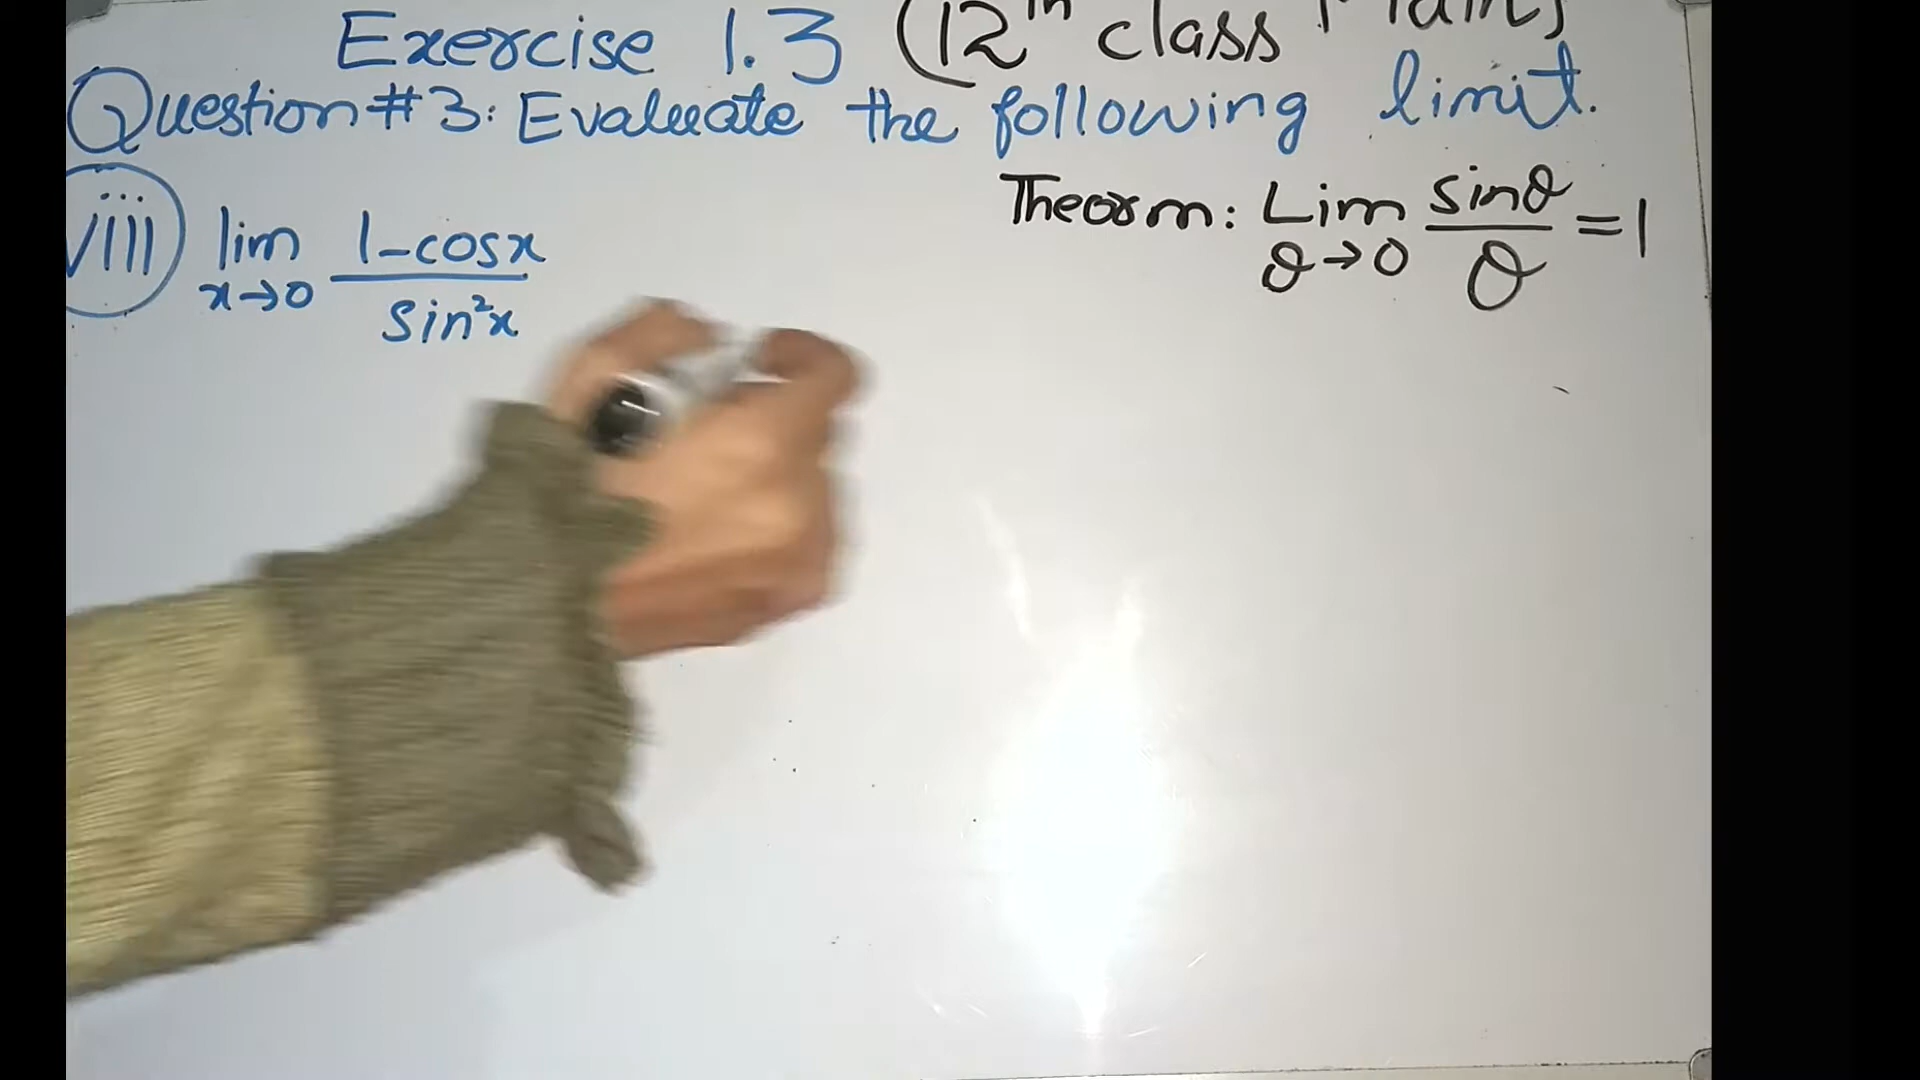 Exercise 1.3 (12th class
Question #3: Evaluate the following limit.
viii lim x→0 1-cosx / sin²x
Theorm: Lim θ→0 sinθ / θ = 1